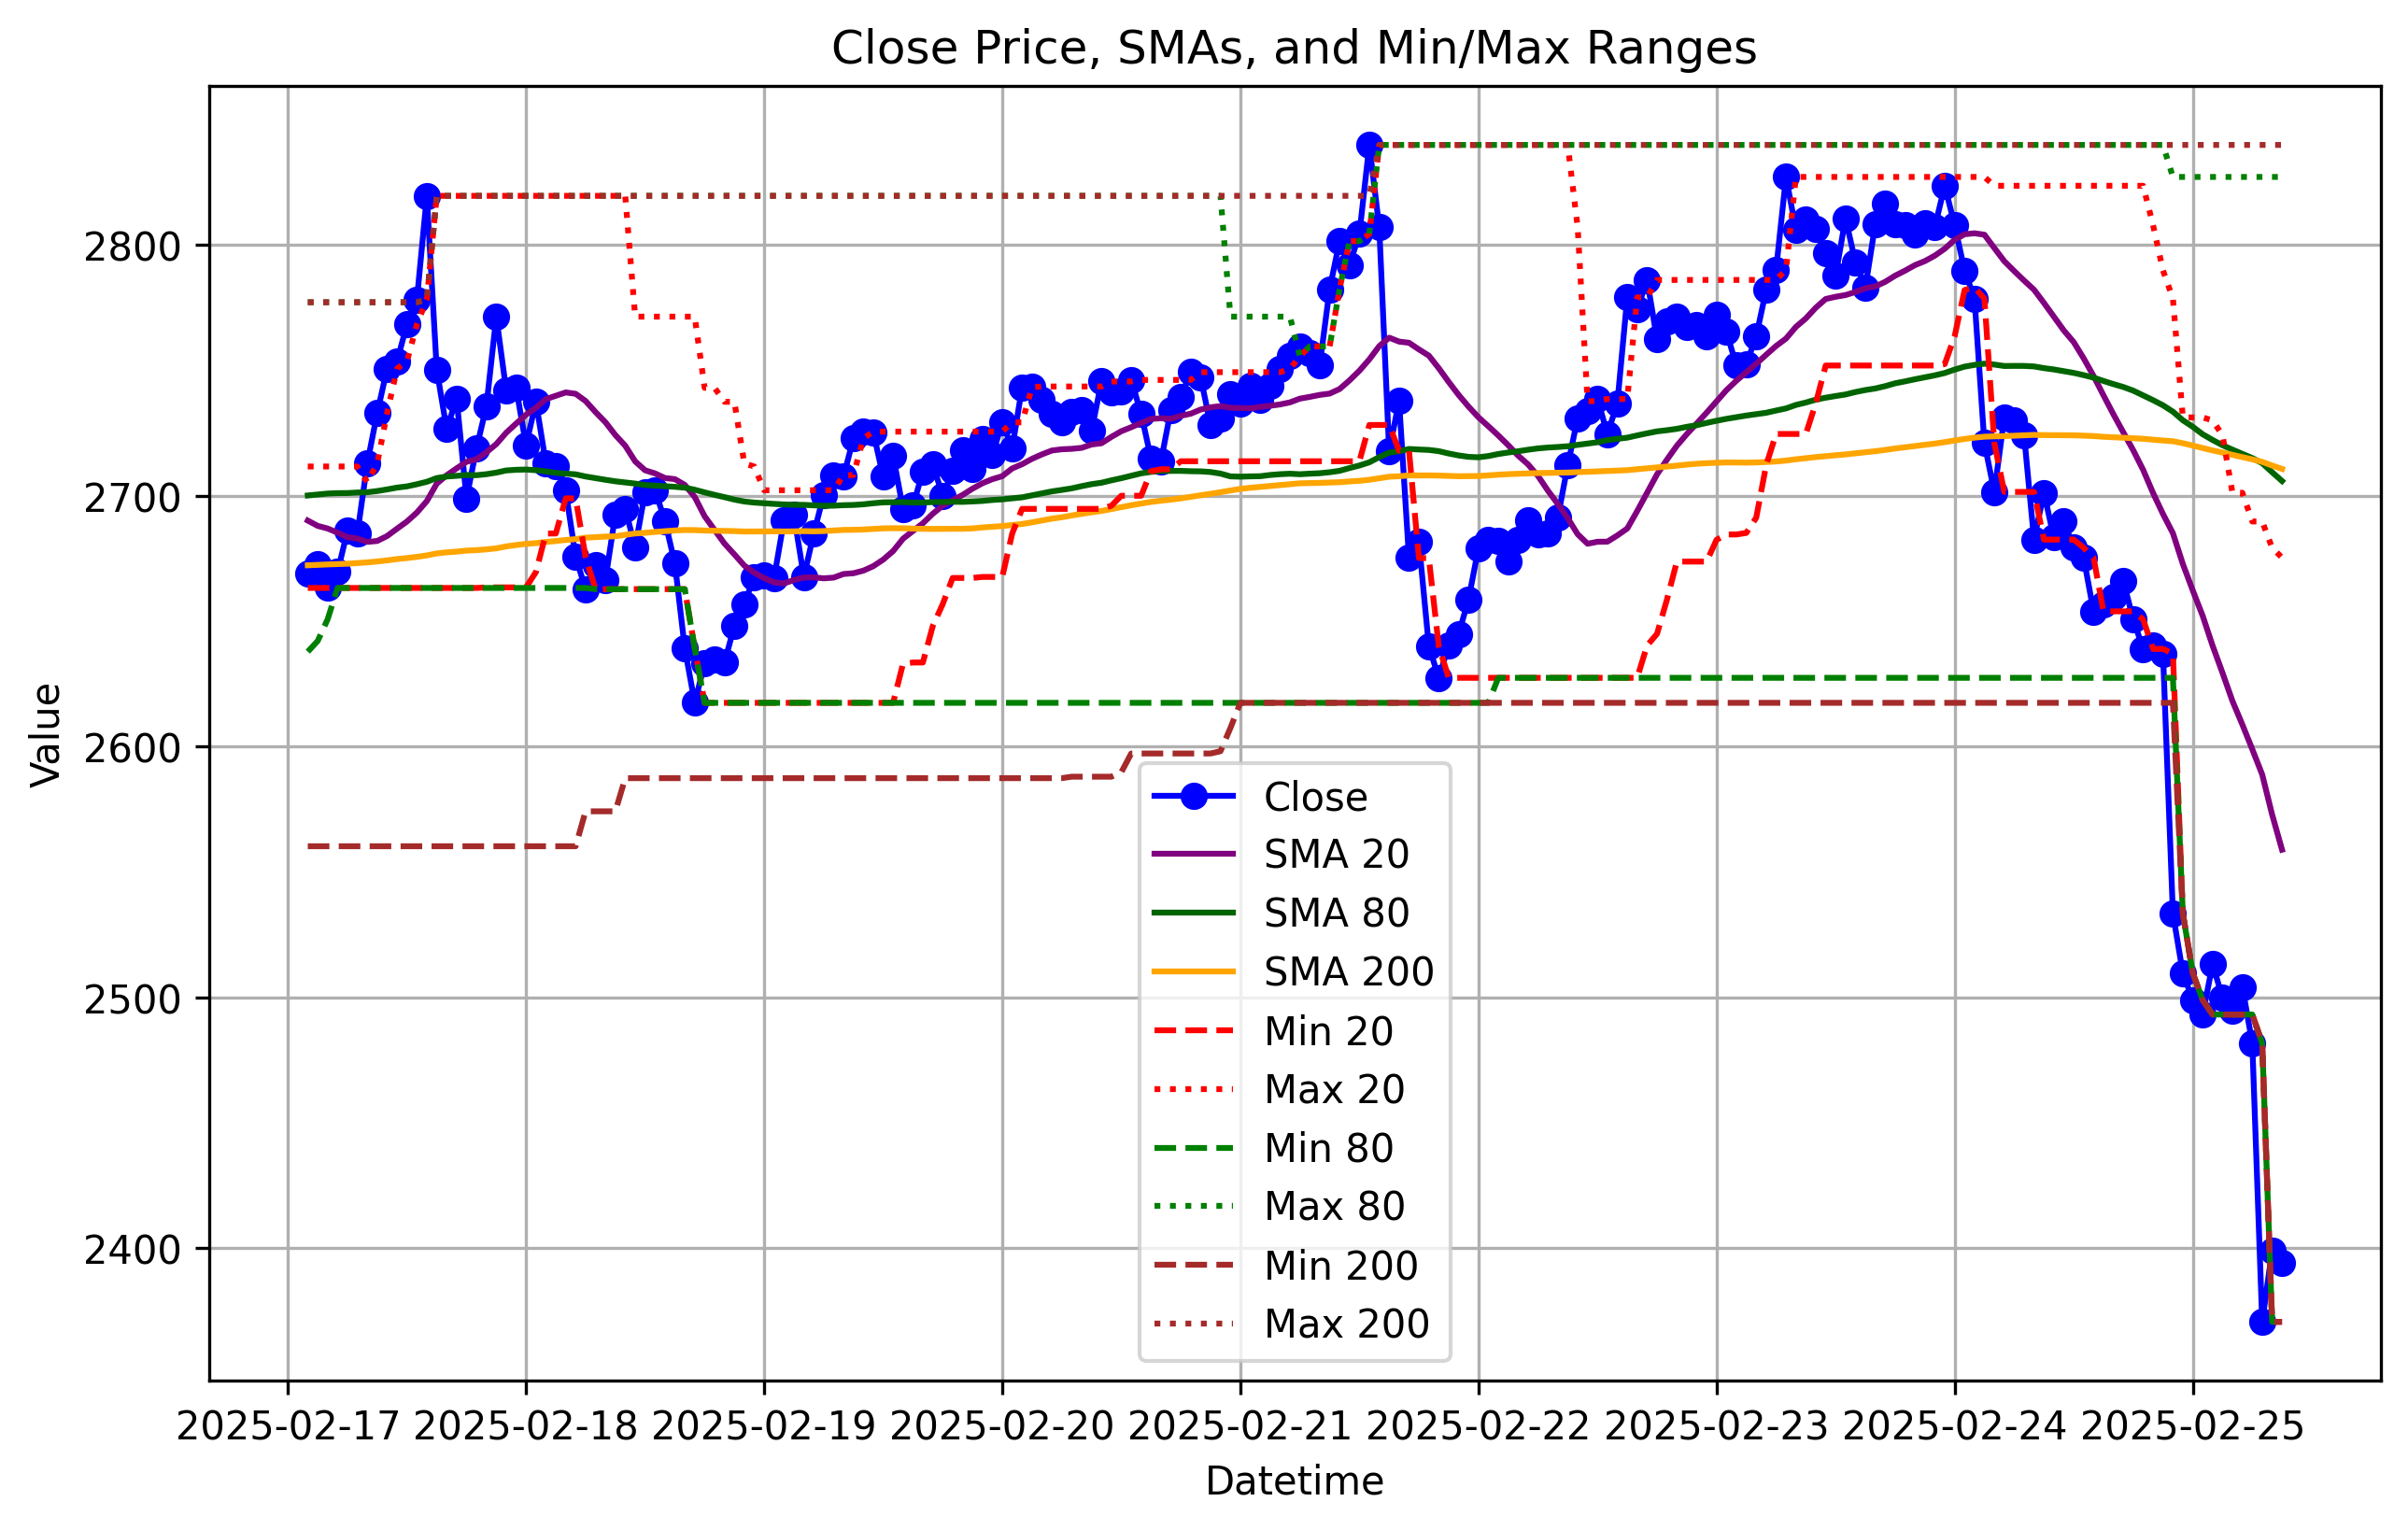 Close Price, SMAs, and Min/Max Ranges
Value
2800
2700
2600
2500
2400
Close
SMA 20
SMA 80
SMA 200
Min 20
Max 20
Min 80
Max 80
Min 200
Max 200
2025-02-17 2025-02-18 2025-02-19 2025-02-20 2025-02-21 2025-02-22 2025-02-23 2025-02-24 2025-02-25
Datetime